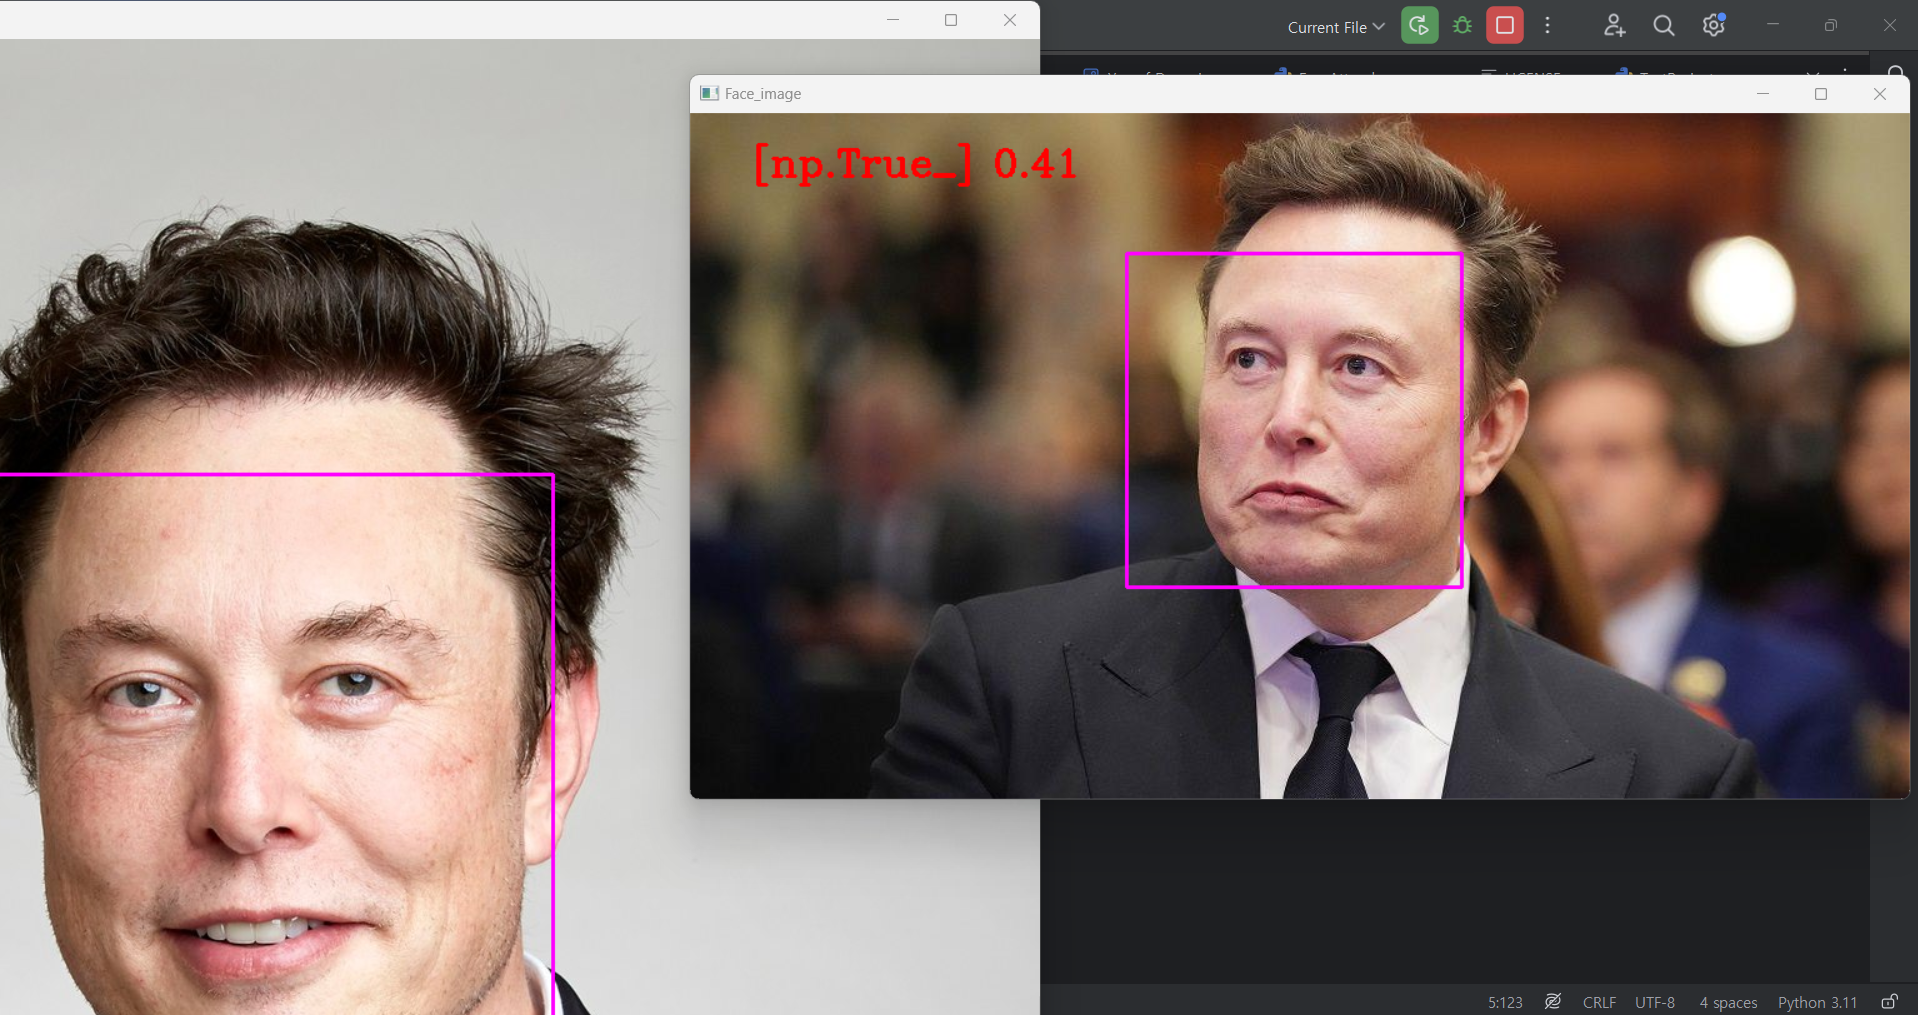 Current File
Face_image
[np.True_] 0.41
5:123 CRLF UTF-8 4 spaces Python 3.11